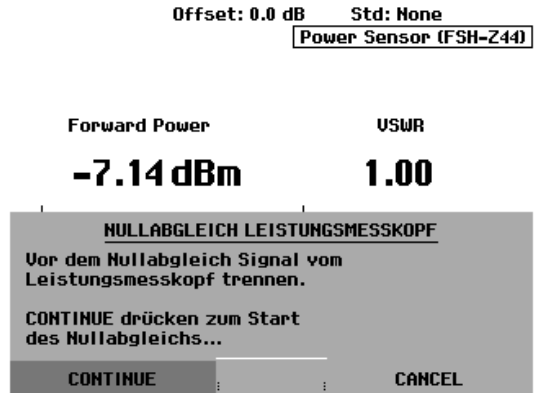 Offset: 0.0 dB Std: None
Power Sensor (FSH-Z44)
Forward Power VSWR
-7.14 dBm 1.00
NULLABGLEICH LEISTUNGSMESSKOPF
Vor dem Nullabgleich Signal vom
Leistungsmesskopf trennen.
CONTINUE drücken zum Start
des Nullabgleichs...
CONTINUE CANCEL